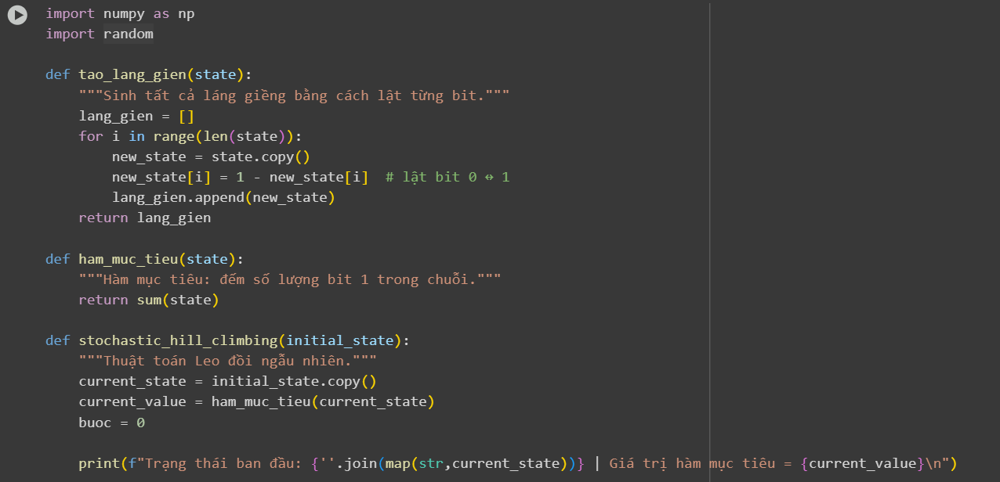 import numpy as np
import random
def tao_lang_gien(state):
"""Sinh tất cả láng giềng bằng cách lật từng bit."""
lang_gien = []
for i in range(len(state)):
new_state = state.copy()
new_state[i] = 1 - new_state[i]  # lật bit 0 ↔ 1
lang_gien.append(new_state)
return lang_gien
def ham_muc_tieu(state):
"""Hàm mục tiêu: đếm số lượng bit 1 trong chuỗi."""
return sum(state)
def stochastic_hill_climbing(initial_state):
"""Thuật toán Leo đồi ngẫu nhiên."""
current_state = initial_state.copy()
current_value = ham_muc_tieu(current_state)
buoc = 0
print(f"Trạng thái ban đầu: {''.join(map(str,current_state))} | Giá trị hàm mục tiêu = {current_value}\n")